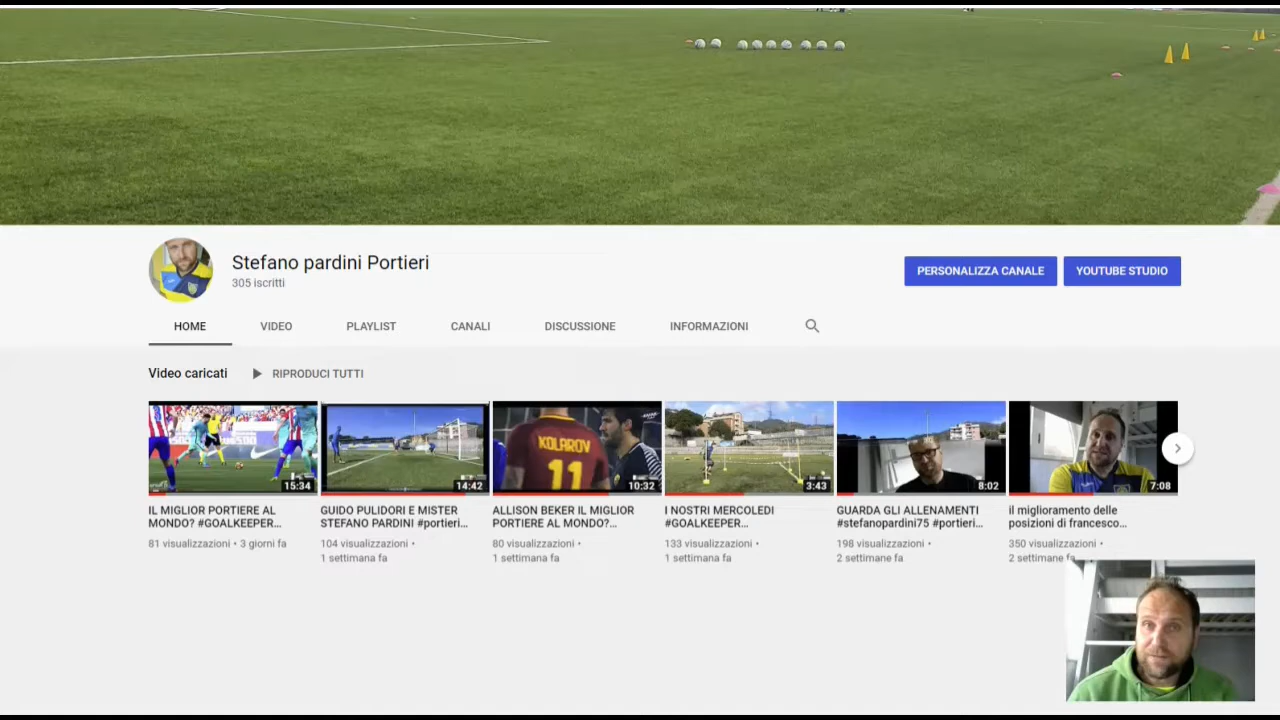 Stefano pardini Portieri
305 iscritti
PERSONALIZZA CANALE
YOUTUBE STUDIO
HOME
VIDEO
PLAYLIST
CANALI
DISCUSSIONE
INFORMAZIONI
Video caricati
RIPRODUCI TUTTI
15:34
IL MIGLIOR PORTIERE AL
MONDO? #GOALKEEPER...
81 visualizzazioni • 3 giorni fa
14:42
GUIDO PULIDORI E MISTER
STEFANO PARDINI #portieri...
104 visualizzazioni •
1 settimana fa
KOLAROV
11
10:32
ALLISON BEKER IL MIGLIOR
PORTIERE AL MONDO?...
80 visualizzazioni •
1 settimana fa
3:43
I NOSTRI MERCOLEDI
#GOALKEEPER...
133 visualizzazioni •
1 settimana fa
8:02
GUARDA GLI ALLENAMENTI
#stefanopardini75 #portieri...
198 visualizzazioni •
2 settimane fa
7:08
il miglioramento delle
posizioni di francesco...
350 visualizzazioni •
2 settimane fa